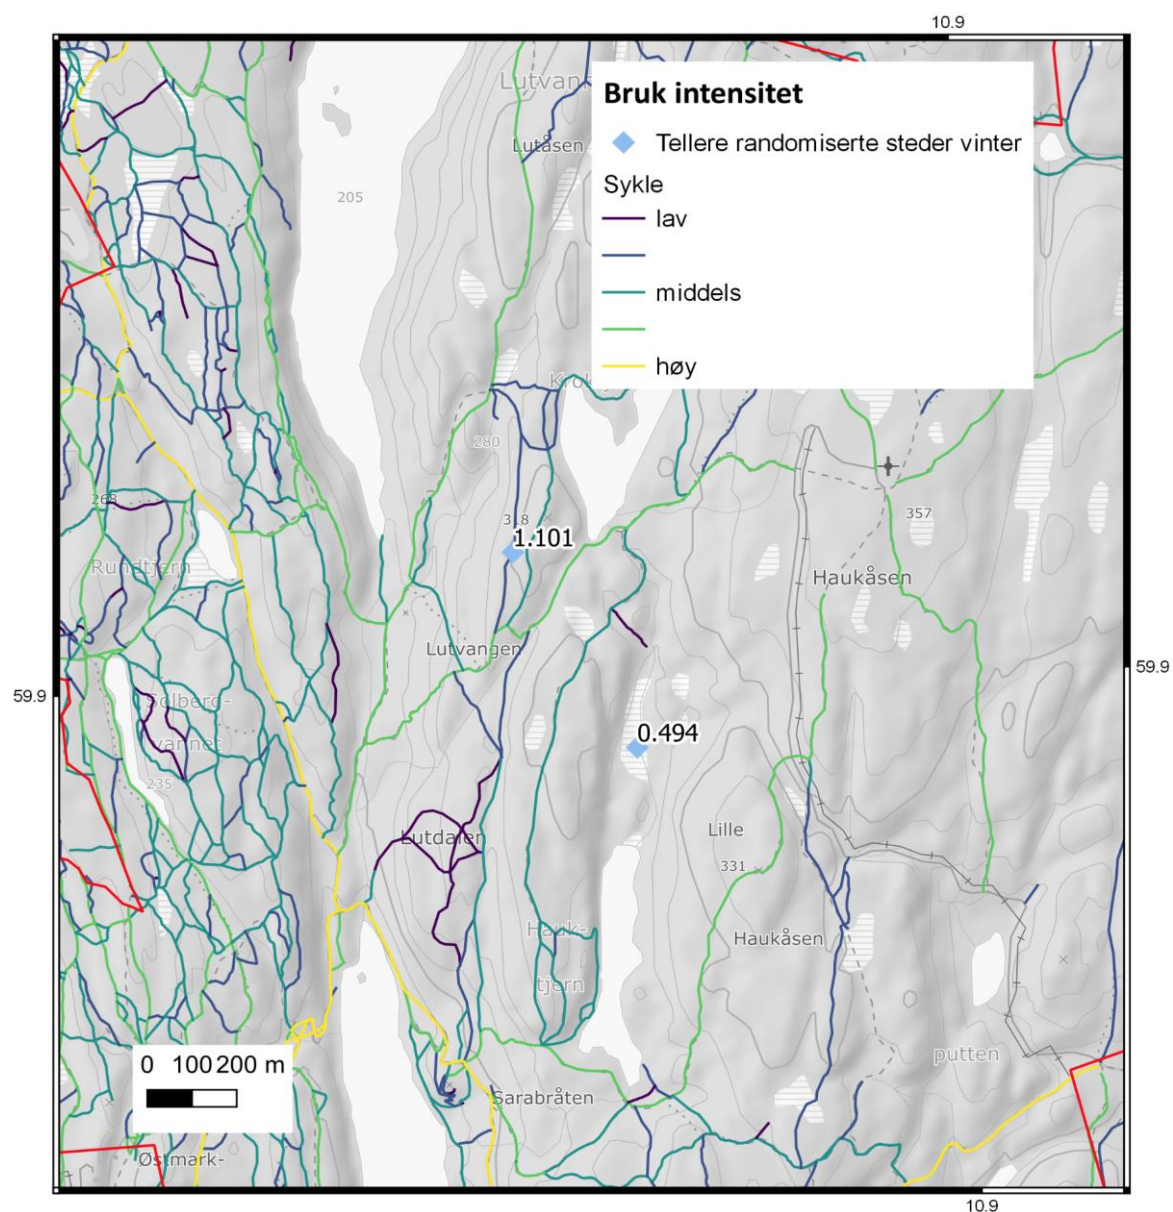 10.9
Lutvann
Bruk intensitet
Tellere randomiserte steder vinter
Lutåsen
Sykle
205
lav
middels
høy
Krok
280
268
318
357
1.101
Rundtjern
Haukåsen
Lutvangen
59.9
59.9
Solberg-
vannet
0.494
235
Lutdalen
Lille
331
Hauk-
Haukåsen
tjern
putten
0 100 200 m
Sarabråten
Østmark-
10.9